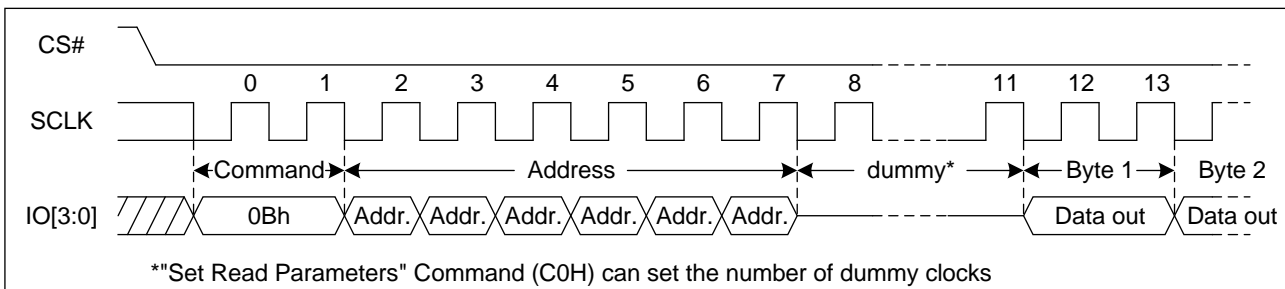 CS#
0 1 2 3 4 5 6 7 8 11 12 13
SCLK
Command Address dummy* Byte 1 Byte 2
IO[3:0] 0Bh Addr. Addr. Addr. Addr. Addr. Addr. Data out Data out
*"Set Read Parameters" Command (C0H) can set the number of dummy clocks